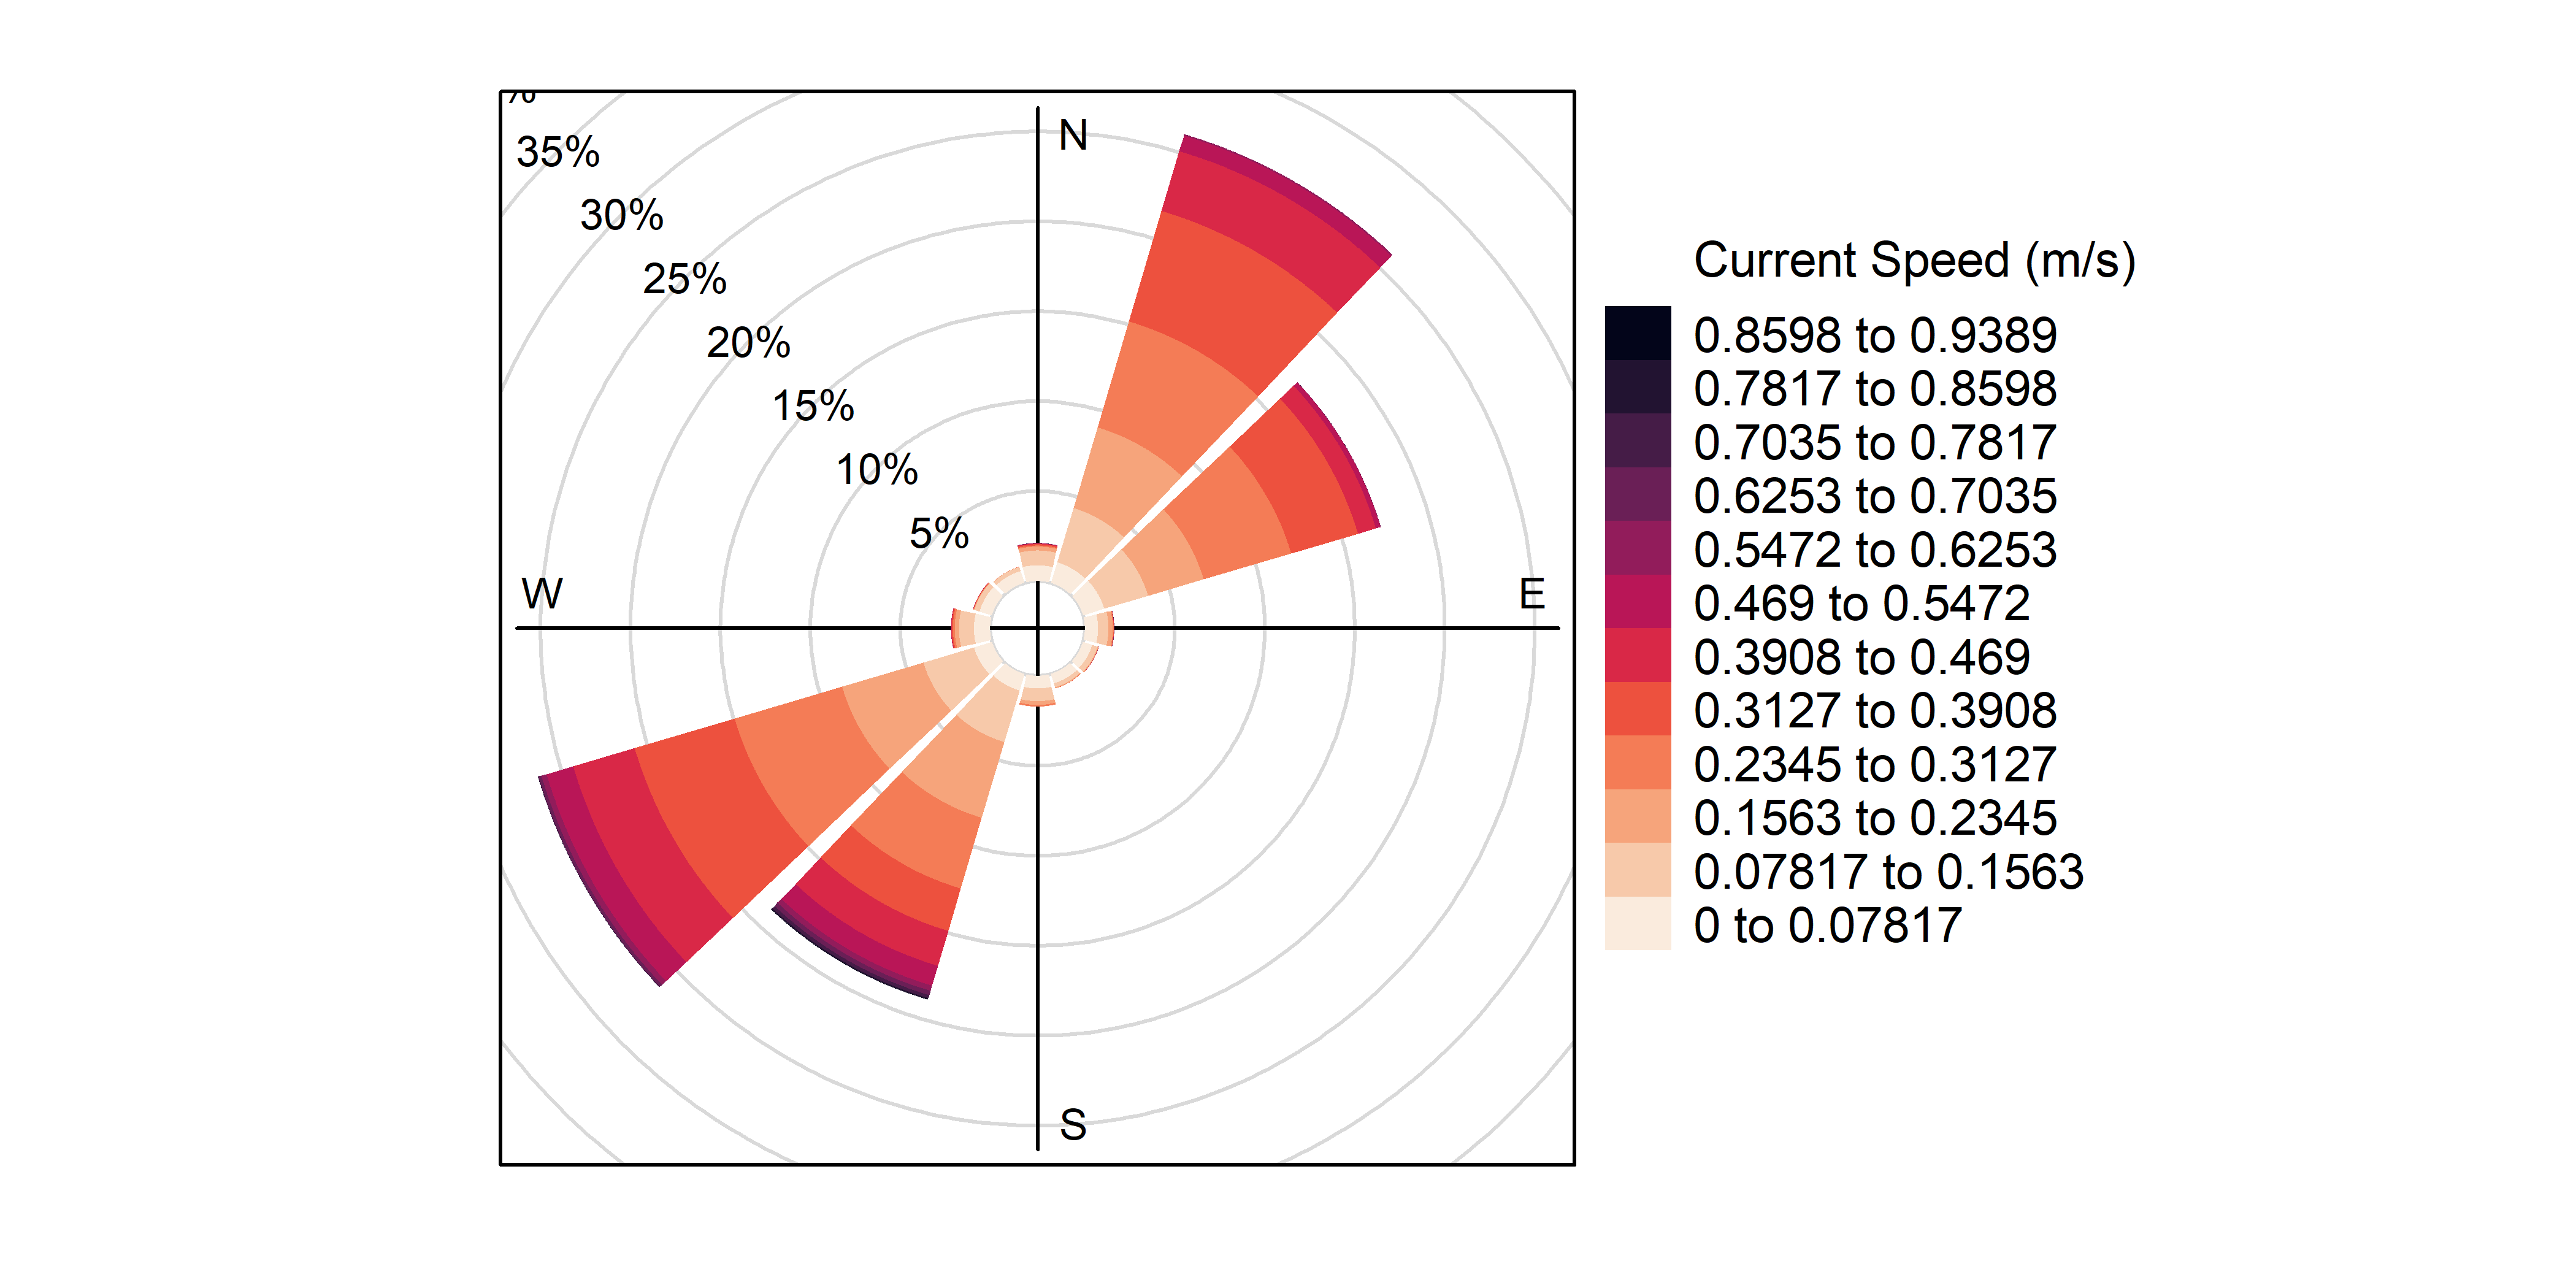 %
35%
30%
25%
20%
15%
10%
5%
N
W
E
S
Current Speed (m/s)
0.8598 to 0.9389
0.7817 to 0.8598
0.7035 to 0.7817
0.6253 to 0.7035
0.5472 to 0.6253
0.469 to 0.5472
0.3908 to 0.469
0.3127 to 0.3908
0.2345 to 0.3127
0.1563 to 0.2345
0.07817 to 0.1563
0 to 0.07817